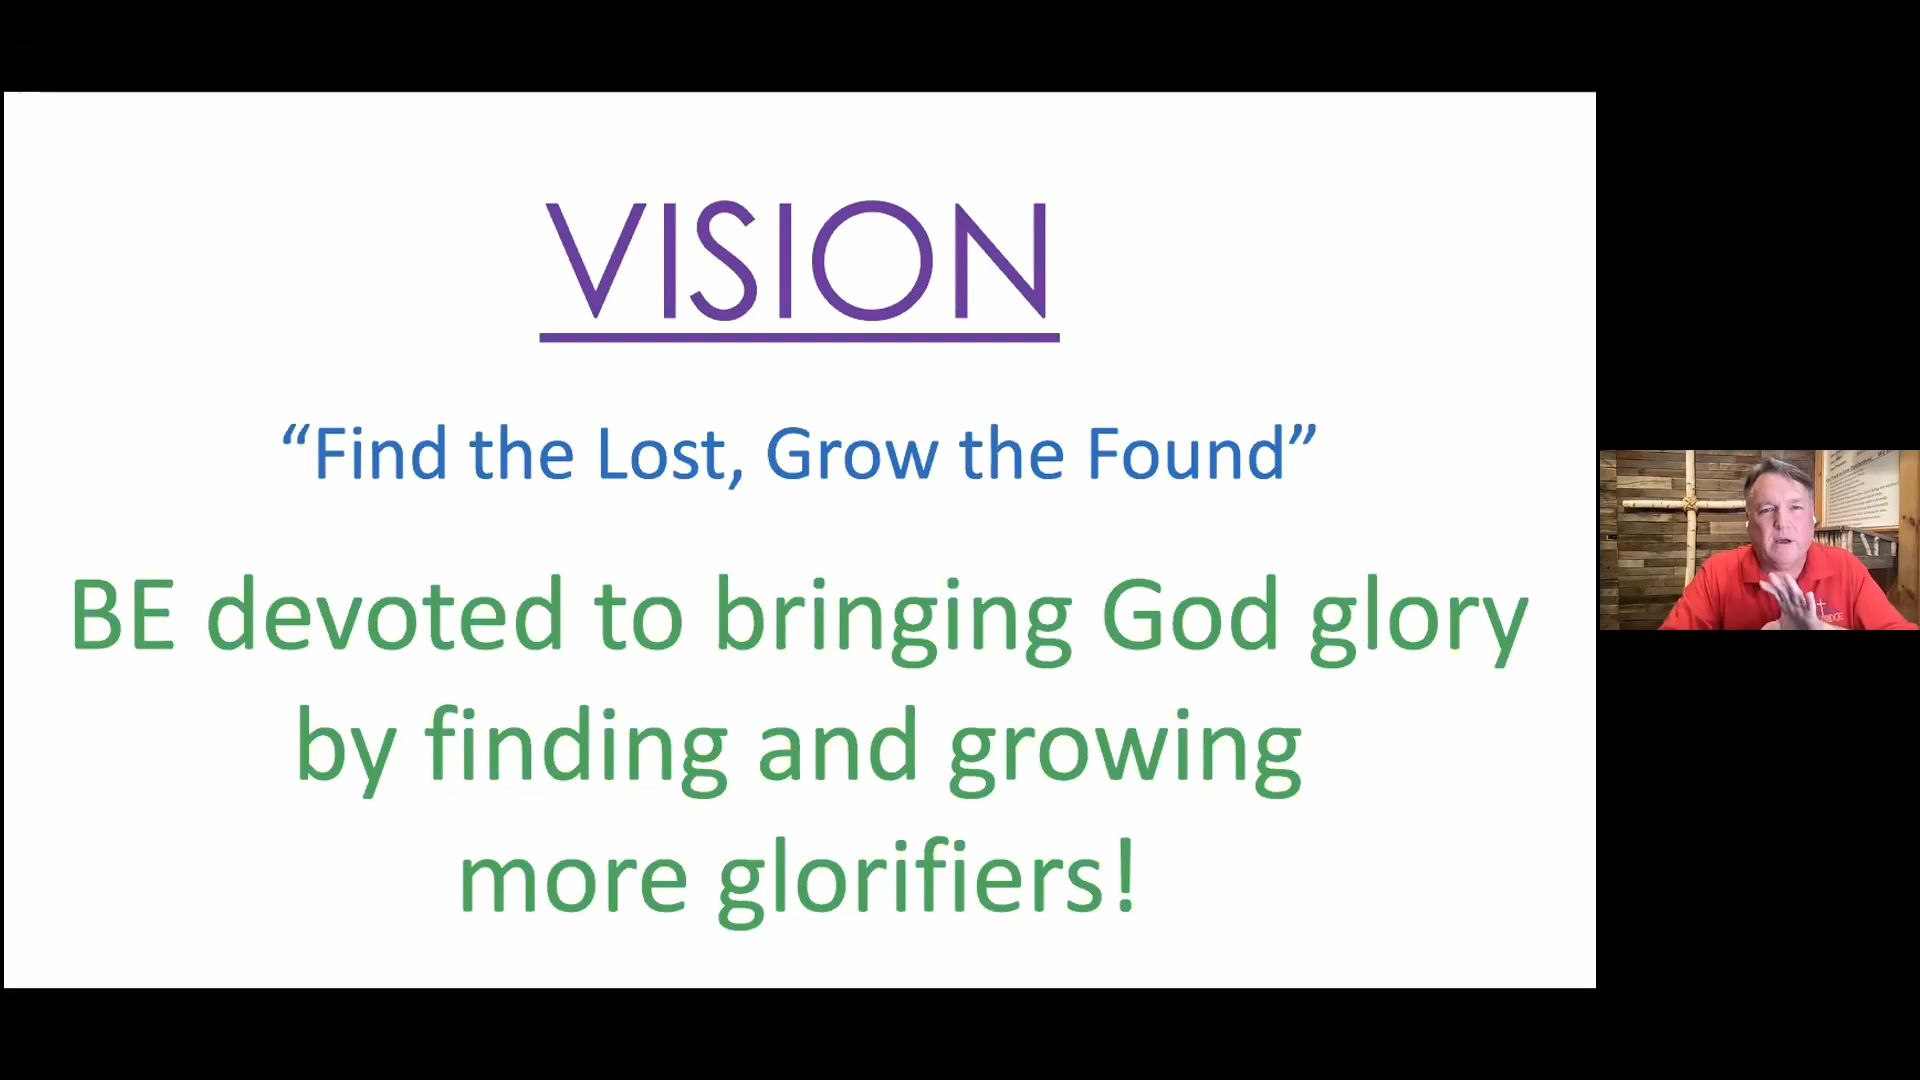 VISION
“Find the Lost, Grow the Found”
BE devoted to bringing God glory
by finding and growing
more glorifiers!